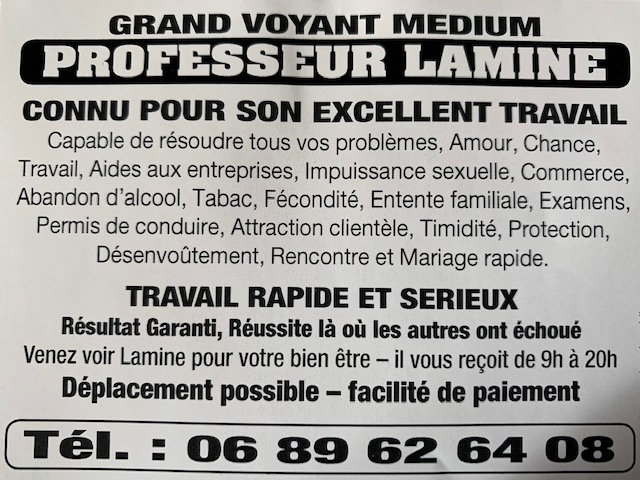 GRAND VOYANT MEDIUM
PROFESSEUR LAMINE
CONNU POUR SON EXCELLENT TRAVAIL
Capable de résoudre tous vos problèmes, Amour, Chance,
Travail, Aides aux entreprises, Impuissance sexuelle, Commerce,
Abandon d'alcool, Tabac, Fécondité, Entente familiale, Examens,
Permis de conduire, Attraction clientèle, Timidité, Protection,
Désenvoûtement, Rencontre et Mariage rapide.
TRAVAIL RAPIDE ET SERIEUX
Résultat Garanti, Réussite là où les autres ont échoué
Venez voir Lamine pour votre bien être – il vous reçoit de 9h à 20h
Déplacement possible – facilité de paiement
Tél. : 06 89 62 64 08